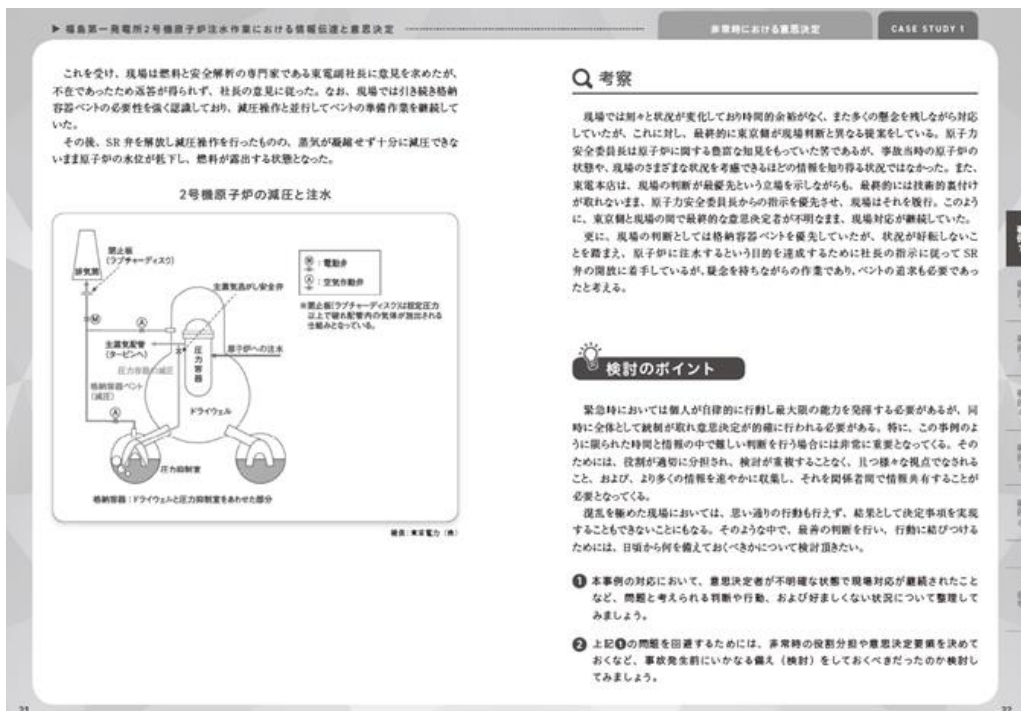 ▶ 福島第一発電所2号機原子炉注水作業における情報伝達と意思決定
これを受け、現場は燃料と安全解析の専門家である東電副社長に意見を求めたが、
不在であったため返答が得られず、社長の意見に従った。なお、現場では引き続き格納
容器ベントの必要性を強く認識しており、減圧操作と並行してベントの準備作業を継続して
いた。
その後、SR 弁を解放し減圧操作を行ったものの、蒸気が凝縮せず十分に減圧できな
いまま原子炉の水位が低下し、燃料が露出する状態となった。
2号機原子炉の減圧と注水
閉止板
(ラプチャーディスク)
排気筒
M
A
主蒸気逃がし安全弁
M :電動弁
A :空気作動弁
※閉止板(ラプチャーディスク)は設定圧力
以上で破れ配管内の気体が放出される
仕組みとなっている。
主蒸気配管
(タービンへ)
圧力容器の減圧
圧力容器
原子炉への注水
格納容器ベント
(減圧)
A
ドライウェル
圧力抑制室
格納容器:ドライウェルと圧力抑制室をあわせた部分
提供:東京電力(株)
21
非常時における意思決定
CASE STUDY 1
考察
現場では刻々と状況が変化しており時間的余裕がなく、また多くの懸念を残しながら対応
していたが、これに対し、最終的に東京側が現場判断と異なる提案をしている。原子力
安全委員長は原子炉に関する豊富な知見をもっていた筈であるが、事故当時の原子炉の
状態や、現場のさまざまな状況を考慮できるほどの情報を知り得る状況ではなかった。また、
東電本店は、現場の判断が最優先という立場を示しながらも、最終的には技術的裏付け
が取れないまま、原子力安全委員長からの指示を優先させ、現場はそれを履行。このよう
に、東京側と現場の間で最終的な意思決定者が不明なまま、現場対応が継続していた。
更に、現場の判断としては格納容器ベントを優先していたが、状況が好転しないこ
とを踏まえ、原子炉に注水するという目的を達成するために社長の指示に従って SR
弁の開放に着手しているが、疑念を持ちながらの作業であり、ベントの追求も必要であっ
たと考える。
検討のポイント
緊急時においては個人が自律的に行動し最大限の能力を発揮する必要があるが、同
時に全体として統制が取れ意思決定が的確に行われる必要がある。特に、この事例のよ
うに限られた時間と情報の中で難しい判断を行う場合には非常に重要となってくる。その
ためには、役割が適切に分担され、検討が重複することなく、且つ様々な視点でなされる
こと、および、より多くの情報を速やかに収集し、それを関係者間で情報共有することが
必要となってくる。
混乱を極めた現場においては、思い通りの行動も行えず、結果として決定事項を実現
することもできないことにもなる。そのような中で、最善の判断を行い、行動に結びつける
ためには、日頃から何を備えておくべきかについて検討頂きたい。
❶ 本事例の対応において、意思決定者が不明確な状態で現場対応が継続されたこと
など、問題と考えられる判断や行動、および好ましくない状況について整理して
みましょう。
❷ 上記❶の問題を回避するためには、非常時の役割分担や意思決定要領を決めて
おくなど、事故発生前にいかなる備え(検討)をしておくべきだったのか検討し
てみましょう。
22